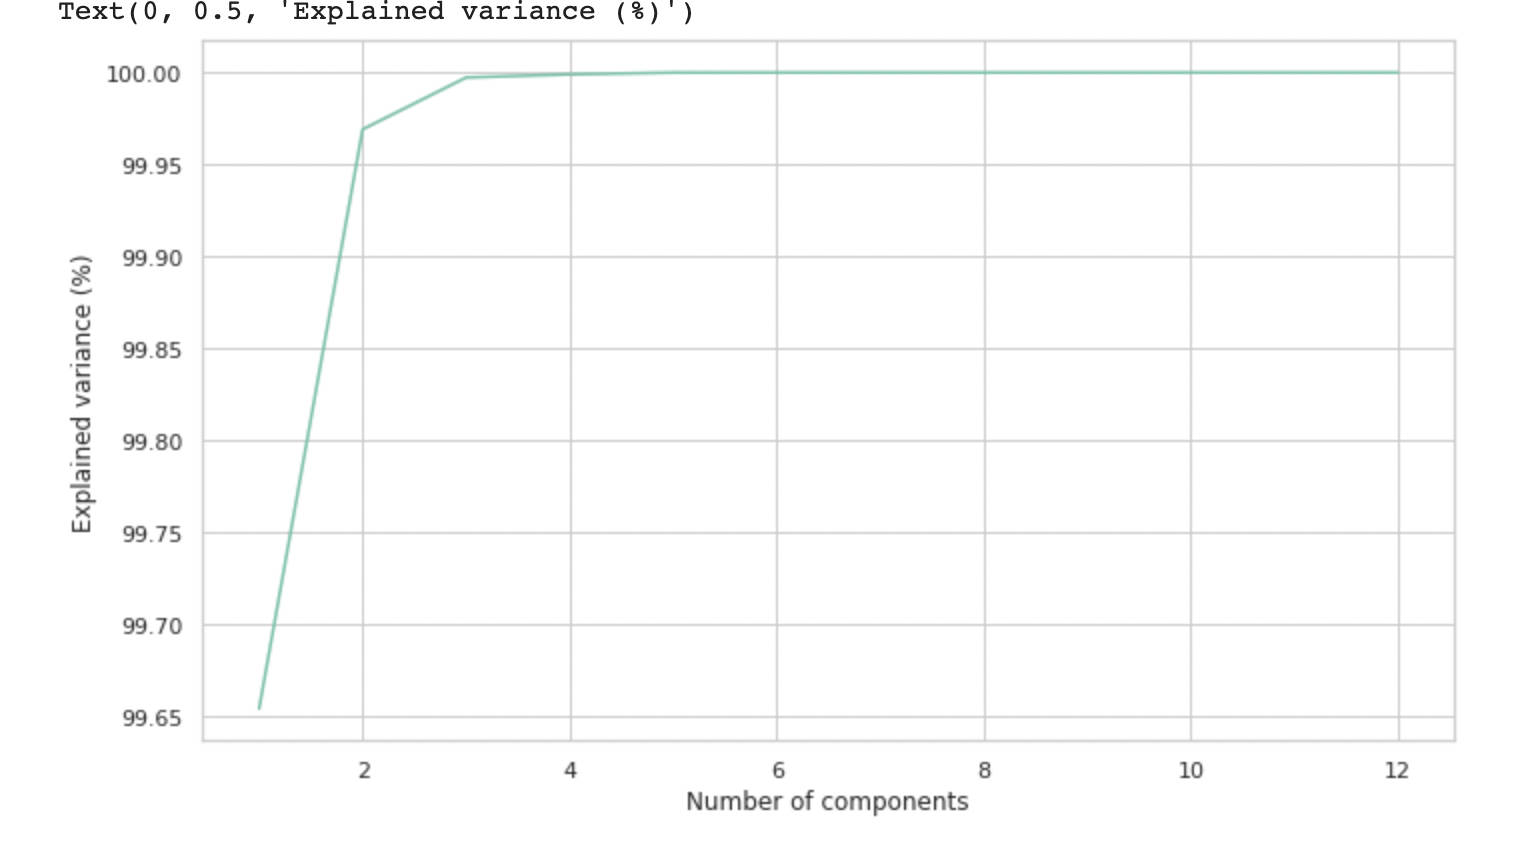 Text(0, 0.5, 'Explained variance (%)')
100.00
99.95
99.90
99.85
99.80
99.75
99.70
99.65
Explained variance (%)
2 4 6 8 10 12
Number of components